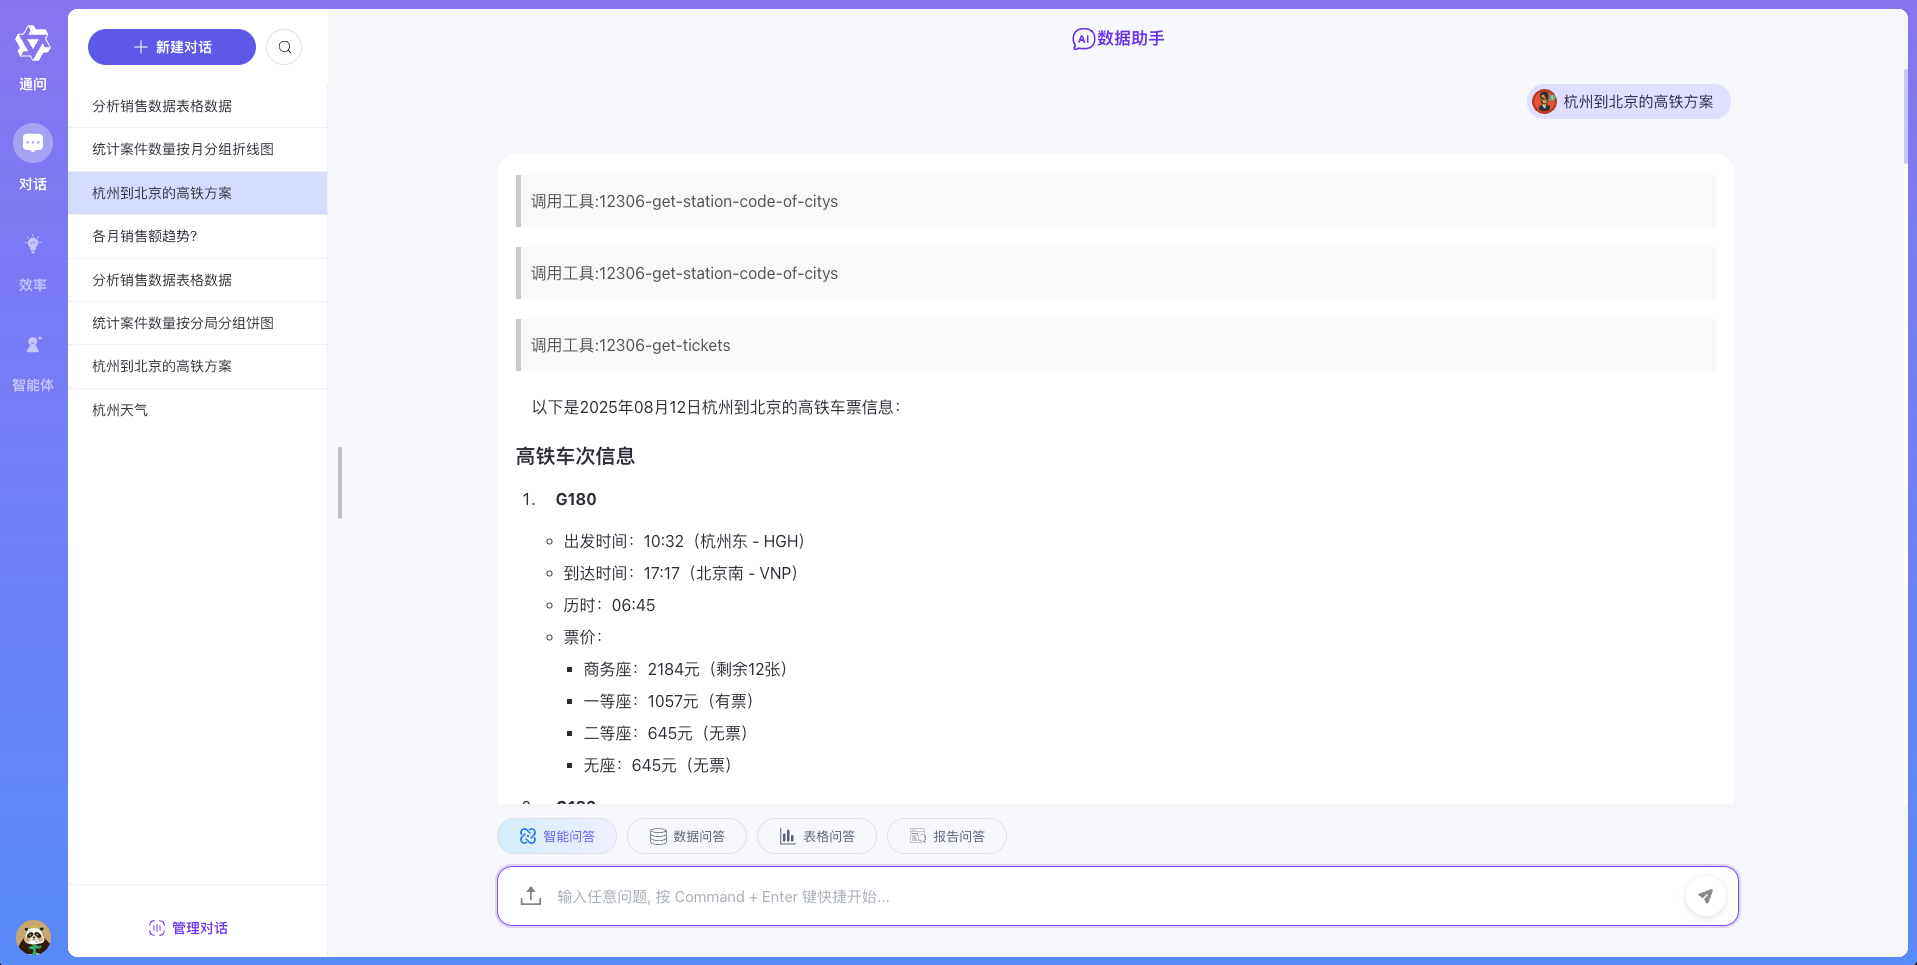 通问
对话
效率
智能体
新建对话
分析销售数据表格数据
统计案件数量按月分组折线图
杭州到北京的高铁方案
各月销售额趋势?
分析销售数据表格数据
统计案件数量按分局分组饼图
杭州到北京的高铁方案
杭州天气
管理对话
AI 数据助手
杭州到北京的高铁方案
调用工具:12306-get-station-code-of-citys
调用工具:12306-get-station-code-of-citys
调用工具:12306-get-tickets
以下是2025年08月12日杭州到北京的高铁车票信息：
高铁车次信息
1. G180
出发时间：10:32（杭州东 - HGH）
到达时间：17:17（北京南 - VNP）
历时：06:45
票价：
商务座：2184元（剩余12张）
一等座：1057元（有票）
二等座：645元（无票）
无座：645元（无票）
智能问答
数据问答
表格问答
报告问答
输入任意问题, 按 Command + Enter 键快捷开始...